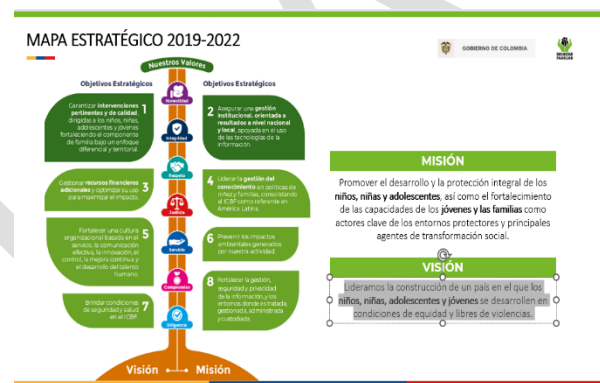 MAPA ESTRATÉGICO 2019-2022
GOBIERNO DE COLOMBIA
BIENESTAR
FAMILIAR
Nuestros Valores
Objetivos Estratégicos
Objetivos Estratégicos
Garantizar intervenciones
pertinentes y de calidad,
dirigidas a los niños, niñas,
adolescentes y jóvenes
fortaleciendo el componente
de familia bajo un enfoque
diferencial y territorial.
1
Honestidad
2
Asegurar una gestión
institucional, orientada a
resultados a nivel nacional
y local, apoyada en el uso
de las tecnologías de la
información.
Integridad
Gestionar recursos financieros
adicionales y optimizar su uso
para maximizar el impacto.
3
Respeto
4
Liderar la gestión del
conocimiento en políticas de
niñez y familias, consolidando
al ICBF como referente en
América Latina.
Justicia
Fortalecer una cultura
organizacional basada en el
servicio, la comunicación
efectiva, la innovación, el
control, la mejora continua y
el desarrollo del talento
humano.
5
Servicio
6
Prevenir los impactos
ambientales generados
por nuestra actividad.
Compromiso
Brindar condiciones
de seguridad y salud
en el ICBF.
7
8
Fortalecer la gestión,
seguridad y privacidad
de la información, y los
entornos donde es tratada,
gestionada, administrada
y custodiada.
Diligencia
Visión
Misión
MISIÓN
Promover el desarrollo y la protección integral de los
niños, niñas y adolescentes, así como el fortalecimiento
de las capacidades de los jóvenes y las familias como
actores clave de los entornos protectores y principales
agentes de transformación social.
VISIÓN
Lideramos la construcción de un país en el que los
niños, niñas, adolescentes y jóvenes se desarrollen en
condiciones de equidad y libres de violencias.